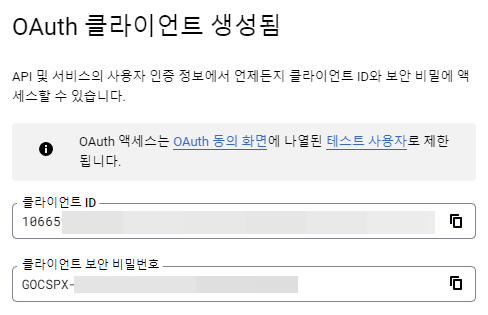 OAuth 클라이언트 생성됨
API 및 서비스의 사용자 인증 정보에서 언제든지 클라이언트 ID와 보안 비밀에 액
세스할 수 있습니다.
OAuth 액세스는 OAuth 동의 화면에 나열된 테스트 사용자로 제한
됩니다.
클라이언트 ID
10665
클라이언트 보안 비밀번호
GOCSPX-